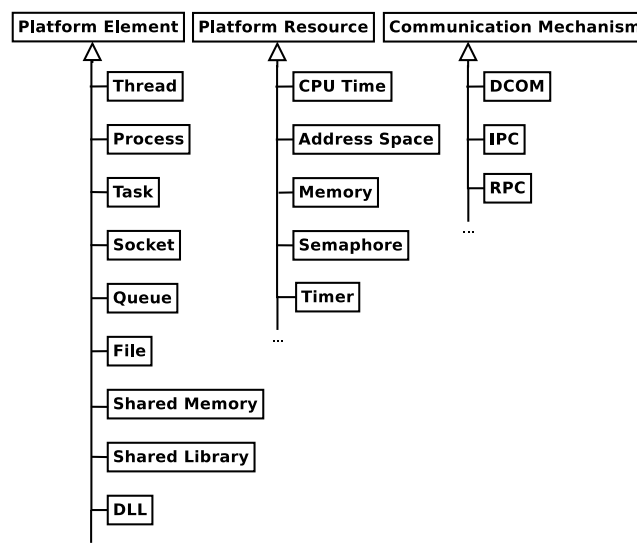 Platform Element
Thread
Process
Task
Socket
Queue
File
Shared Memory
Shared Library
DLL
Platform Resource
CPU Time
Address Space
Memory
Semaphore
Timer
...
Communication Mechanism
DCOM
IPC
RPC
...